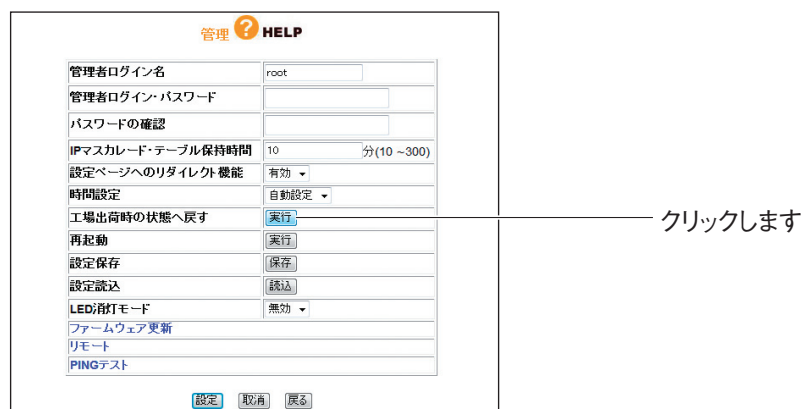 管理 ? HELP
管理者ログイン名 root
管理者ログイン・パスワード
パスワードの確認
IPマスカレード・テーブル保持時間 10 分(10 ~300)
設定ページへのリダイレクト機能 有効
時間設定 自動設定
工場出荷時の状態へ戻す 実行 クリックします
再起動 実行
設定保存 保存
設定読込 読込
LED消灯モード 無効
ファームウェア更新
リモート
PINGテスト
設定 取消 戻る